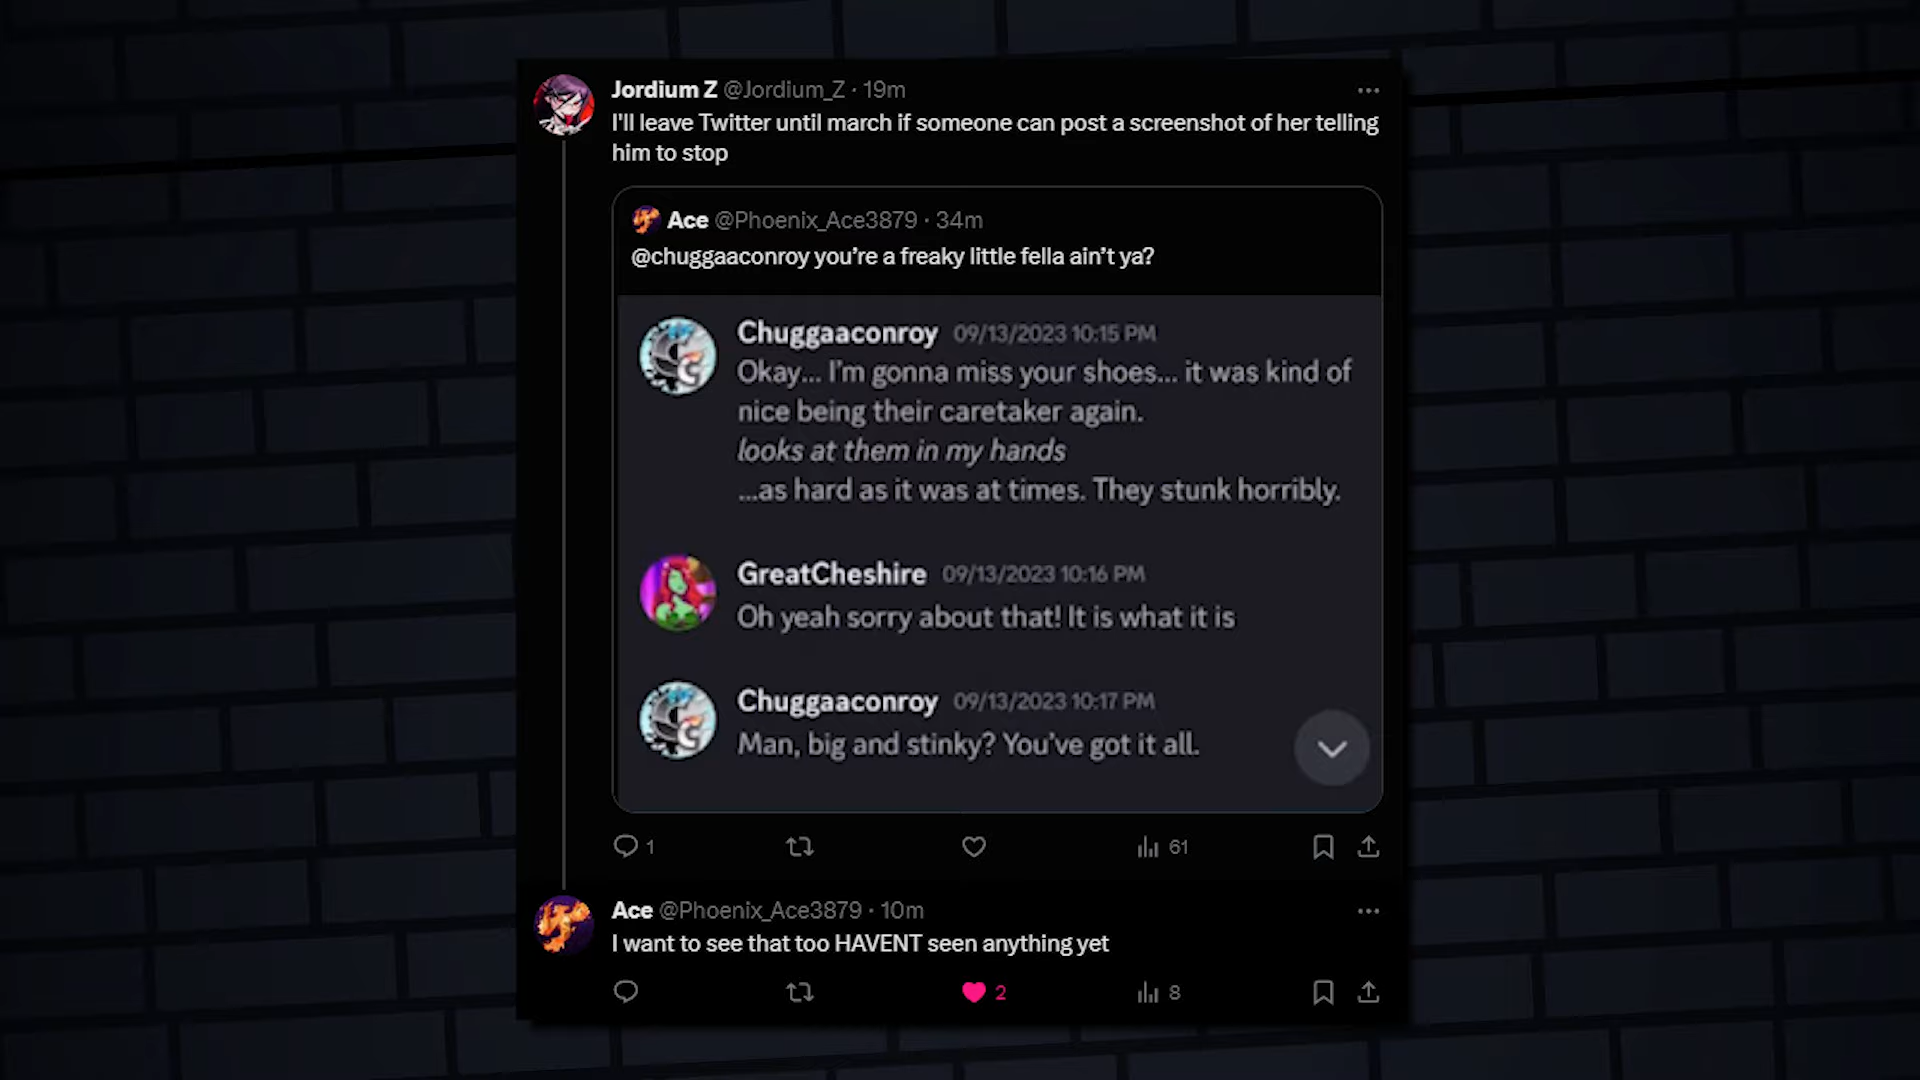 Jordium Z @Jordium_Z · 19m
I'll leave Twitter until march if someone can post a screenshot of her telling
him to stop
Ace @Phoenix_Ace3879 · 34m
@chuggaaconroy you're a freaky little fella ain't ya?
Chuggaaconroy 09/13/2023 10:15 PM
Okay... I'm gonna miss your shoes... it was kind of
nice being their caretaker again.
looks at them in my hands
...as hard as it was at times. They stunk horribly.
GreatCheshire 09/13/2023 10:16 PM
Oh yeah sorry about that! It is what it is
Chuggaaconroy 09/13/2023 10:17 PM
Man, big and stinky? You've got it all.
1 61
Ace @Phoenix_Ace3879 · 10m
I want to see that too HAVENT seen anything yet
2 8